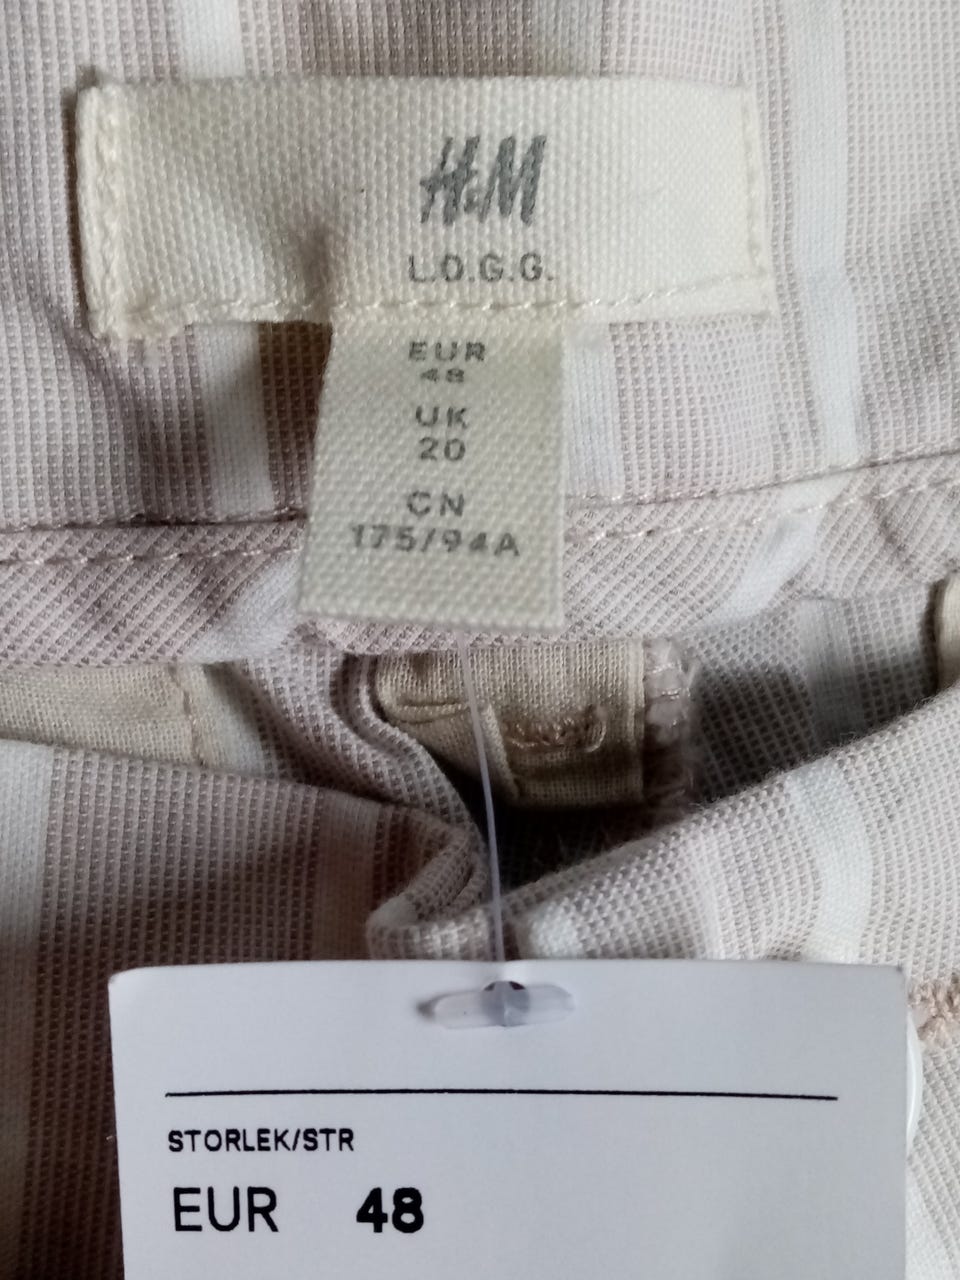 H&M
L.O.G.G.
EUR
48
UK
20
CN
175/94A
STORLEK/STR
EUR 48